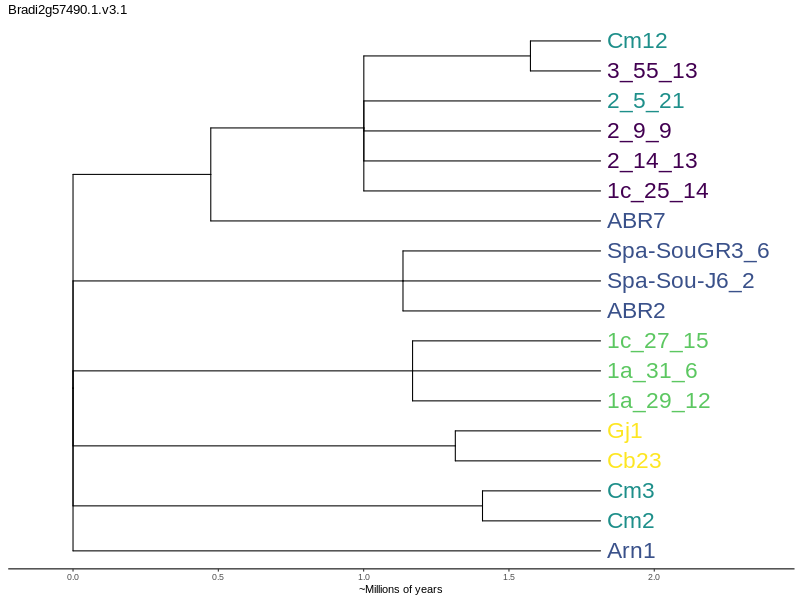 Bradi2g57490.1.v3.1
Cm12
3_55_13
2_5_21
2_9_9
2_14_13
1c_25_14
ABR7
Spa-SouGR3_6
Spa-Sou-J6_2
ABR2
1c_27_15
1a_31_6
1a_29_12
Gj1
Cb23
Cm3
Cm2
Arn1
0.0 0.5 1.0 1.5 2.0
~Millions of years